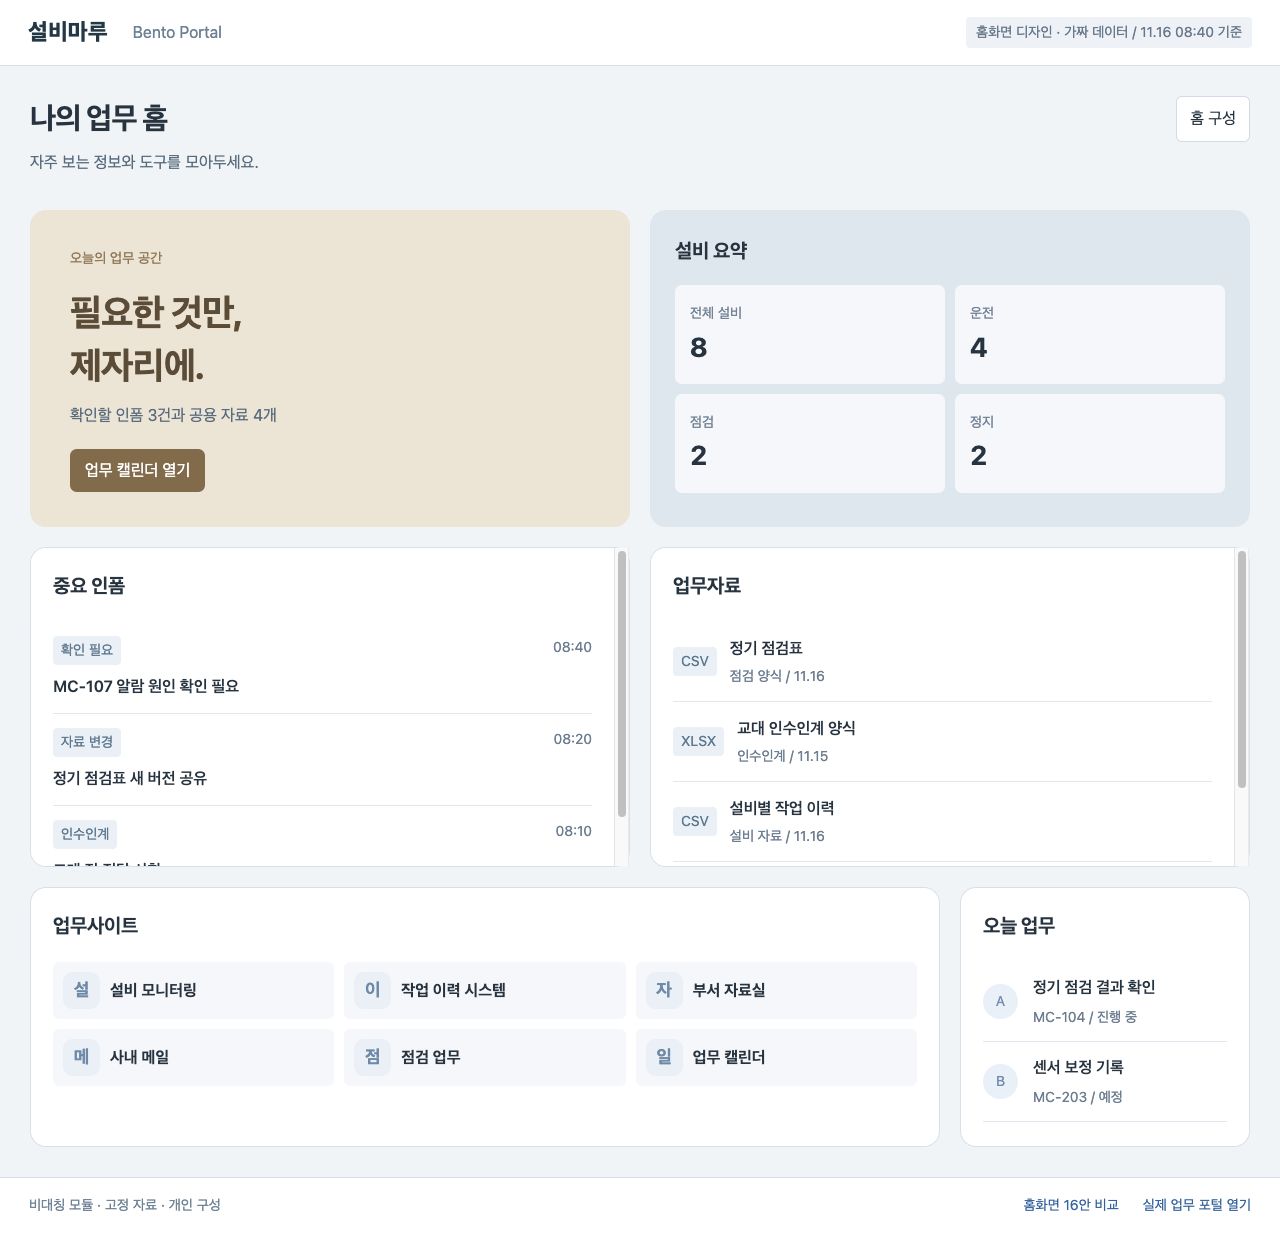 설비마루
Bento Portal
홈화면 디자인 · 가짜 데이터 / 11.16 08:40 기준
나의 업무 홈
홈 구성
자주 보는 정보와 도구를 모아두세요.
오늘의 업무 공간
필요한 것만,
제자리에.
확인할 인폼 3건과 공용 자료 4개
업무 캘린더 열기
설비 요약
전체 설비
8
운전
4
점검
2
정지
2
중요 인폼
확인 필요
08:40
MC-107 알람 원인 확인 필요
자료 변경
08:20
정기 점검표 새 버전 공유
인수인계
08:10
업무자료
CSV
정기 점검표
점검 양식 / 11.16
XLSX
교대 인수인계 양식
인수인계 / 11.15
CSV
설비별 작업 이력
설비 자료 / 11.16
업무사이트
설
설비 모니터링
이
작업 이력 시스템
자
부서 자료실
메
사내 메일
점
점검 업무
일
업무 캘린더
오늘 업무
A
정기 점검 결과 확인
MC-104 / 진행 중
B
센서 보정 기록
MC-203 / 예정
비대칭 모듈 · 고정 자료 · 개인 구성
홈화면 16안 비교
실제 업무 포털 열기